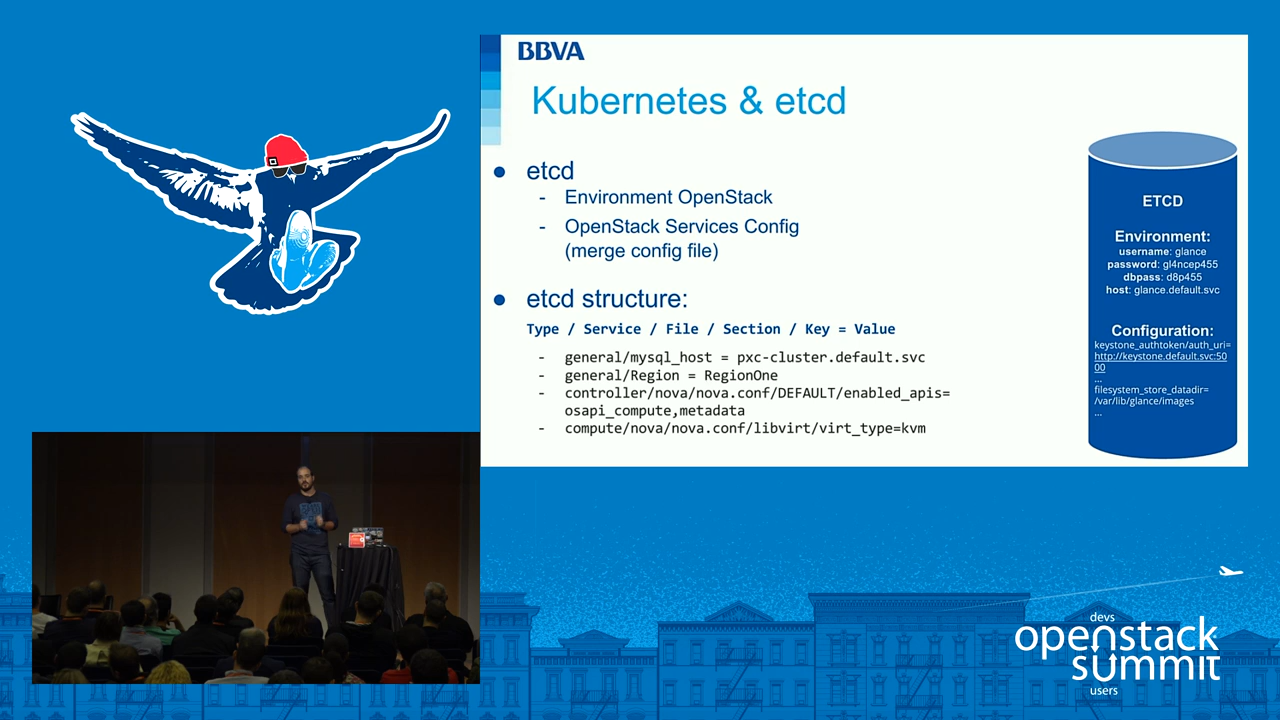 BBVA
Kubernetes & etcd
● etcd
- Environment OpenStack
- OpenStack Services Config
(merge config file)
● etcd structure:
Type / Service / File / Section / Key = Value
- general/mysql_host = pxc-cluster.default.svc
- general/Region = RegionOne
- controller/nova/nova.conf/DEFAULT/enabled_apis=
osapi_compute,metadata
- compute/nova/nova.conf/libvirt/virt_type=kvm
ETCD
Environment:
username: glance
password: gl4ncep455
dbpass: d8p455
host: glance.default.svc
Configuration:
keystone_authtoken/auth_uri=
http://keystone.default.svc:50
00
...
filesystem_store_datadir=
/var/lib/glance/images
...
devs
openstack
summit
users